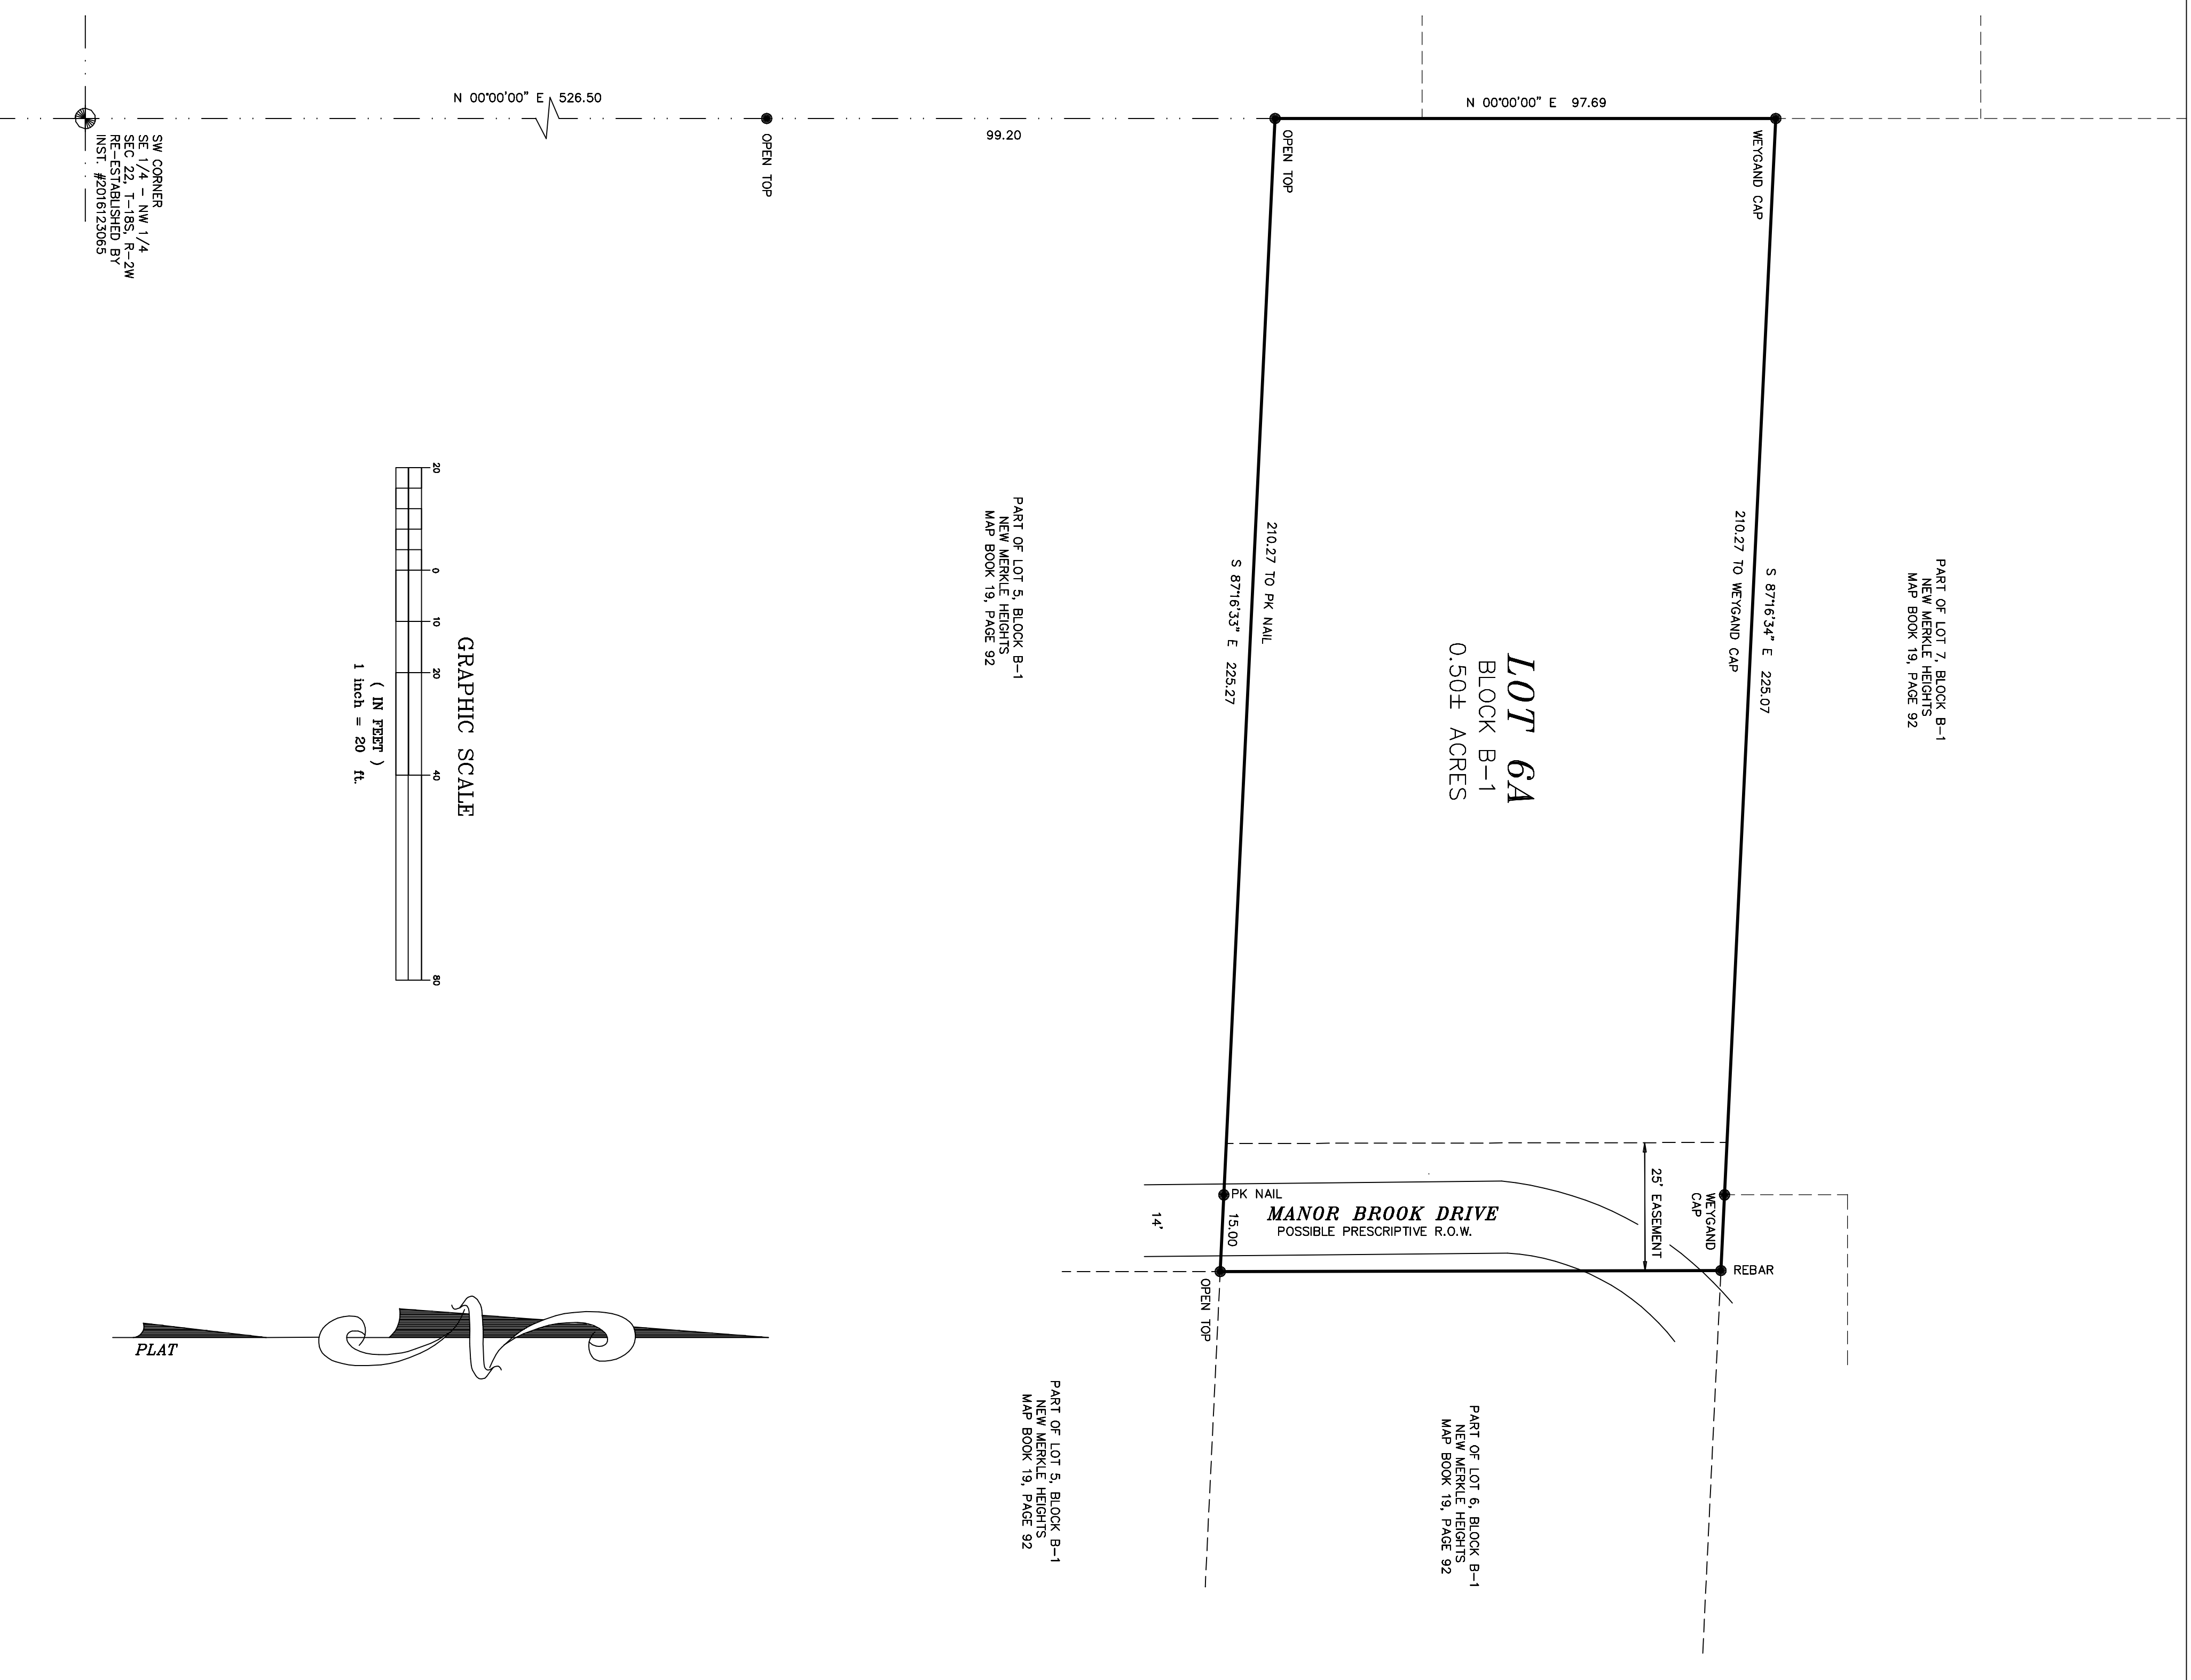 N 00°00'00" E 526.50
99.20
N 00°00'00" E 97.69
SW CORNER
SE 1/4 - NW 1/4
SEC 22, T-18S, R-2W
RE-ESTABLISHED BY
INST. #2016123065
OPEN TOP
OPEN TOP
WEYGAND CAP
PART OF LOT 7, BLOCK B-1
NEW MERKLE HEIGHTS
MAP BOOK 19, PAGE 92
S 87°16'34" E 225.07
210.27 TO WEYGAND CAP
LOT 6A
BLOCK B-1
0.50± ACRES
210.27 TO PK NAIL
S 87°16'33" E 225.27
PART OF LOT 5, BLOCK B-1
NEW MERKLE HEIGHTS
MAP BOOK 19, PAGE 92
GRAPHIC SCALE
20 0 10 20 40 80
( IN FEET )
1 inch = 20 ft.
25' EASEMENT
WEYGAND
CAP
PK NAIL
MANOR BROOK DRIVE
POSSIBLE PRESCRIPTIVE R.O.W.
15.00
14'
REBAR
OPEN TOP
PLAT
PART OF LOT 6, BLOCK B-1
NEW MERKLE HEIGHTS
MAP BOOK 19, PAGE 92
PART OF LOT 5, BLOCK B-1
NEW MERKLE HEIGHTS
MAP BOOK 19, PAGE 92